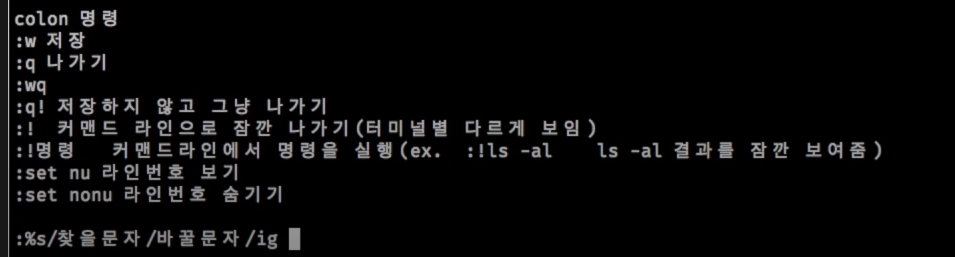 colon 명령
:w 저장
:q 나가기
:wq
:q! 저장하지 않고 그냥 나가기
:! 커맨드 라인으로 잠깐 나가기(터미널별 다르게 보임)
:!명령 커맨드라인에서 명령을 실행(ex. :!ls -al ls -al 결과를 잠깐 보여줌)
:set nu 라인번호 보기
:set nonu 라인번호 숨기기
:%s/찾을문자/바꿀문자/ig